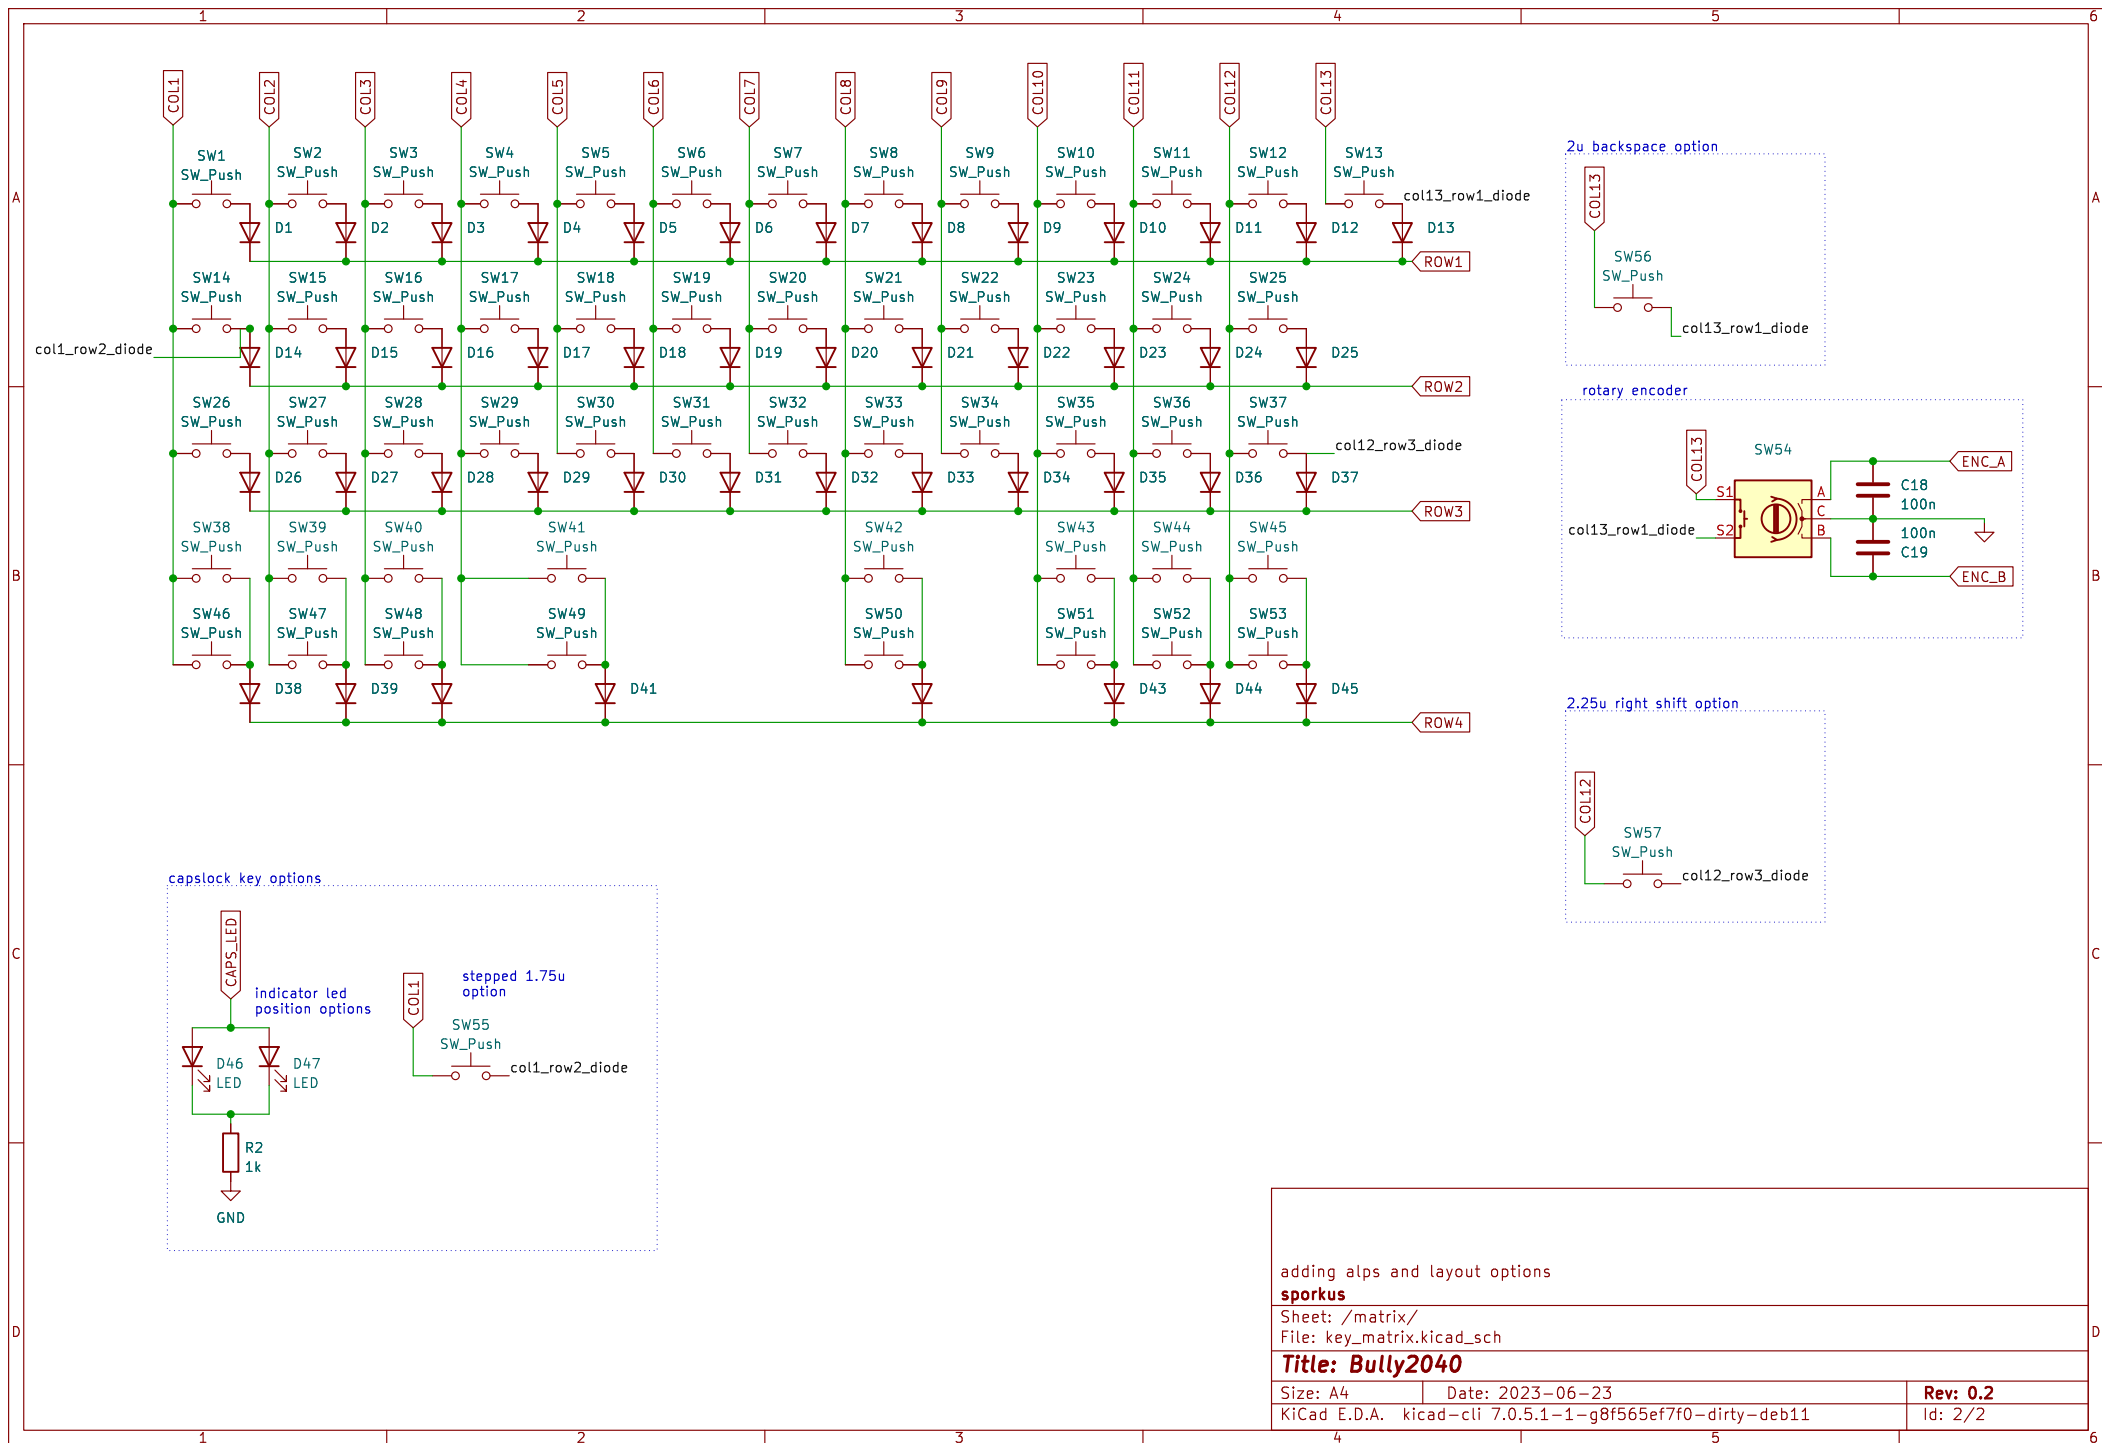 1 2 3 4 5 6
COL1 COL2 COL3 COL4 COL5 COL6 COL7 COL8 COL9 COL10 COL11 COL12 COL13
SW1 SW2 SW3 SW4 SW5 SW6 SW7 SW8 SW9 SW10 SW11 SW12 SW13
SW_Push SW_Push SW_Push SW_Push SW_Push SW_Push SW_Push SW_Push SW_Push SW_Push SW_Push SW_Push SW_Push
A col13_row1_diode A
D1 D2 D3 D4 D5 D6 D7 D8 D9 D10 D11 D12 D13
ROW1
SW14 SW15 SW16 SW17 SW18 SW19 SW20 SW21 SW22 SW23 SW24 SW25
SW_Push SW_Push SW_Push SW_Push SW_Push SW_Push SW_Push SW_Push SW_Push SW_Push SW_Push SW_Push
col1_row2_diode D14 D15 D16 D17 D18 D19 D20 D21 D22 D23 D24 D25
ROW2
SW26 SW27 SW28 SW29 SW30 SW31 SW32 SW33 SW34 SW35 SW36 SW37
SW_Push SW_Push SW_Push SW_Push SW_Push SW_Push SW_Push SW_Push SW_Push SW_Push SW_Push SW_Push
col12_row3_diode
D26 D27 D28 D29 D30 D31 D32 D33 D34 D35 D36 D37
ROW3
SW38 SW39 SW40 SW41 SW42 SW43 SW44 SW45
SW_Push SW_Push SW_Push SW_Push SW_Push SW_Push SW_Push SW_Push
B B
SW46 SW47 SW48 SW49 SW50 SW51 SW52 SW53
SW_Push SW_Push SW_Push SW_Push SW_Push SW_Push SW_Push SW_Push
D38 D39 D41 D43 D44 D45
ROW4
2u backspace option
COL13
SW56
SW_Push
col13_row1_diode
rotary encoder
COL13
SW54
ENC_A
S1 A C18
100n
C
col13_row1_diode S2 B 100n
C19
ENC_B
2.25u right shift option
COL12
SW57
SW_Push
col12_row3_diode
capslock key options
CAPS_LED
indicator led
position options
COL1
stepped 1.75u
option
SW55
SW_Push
col1_row2_diode
D46 D47
LED LED
R2
1k
GND
C C
adding alps and layout options
sporkus
Sheet: /matrix/
File: key_matrix.kicad_sch
D D
Title: Bully2040
Size: A4 Date: 2023-06-23 Rev: 0.2
KiCad E.D.A. kicad-cli 7.0.5.1-1-g8f565ef7f0-dirty-deb11 Id: 2/2
1 2 3 4 5 6